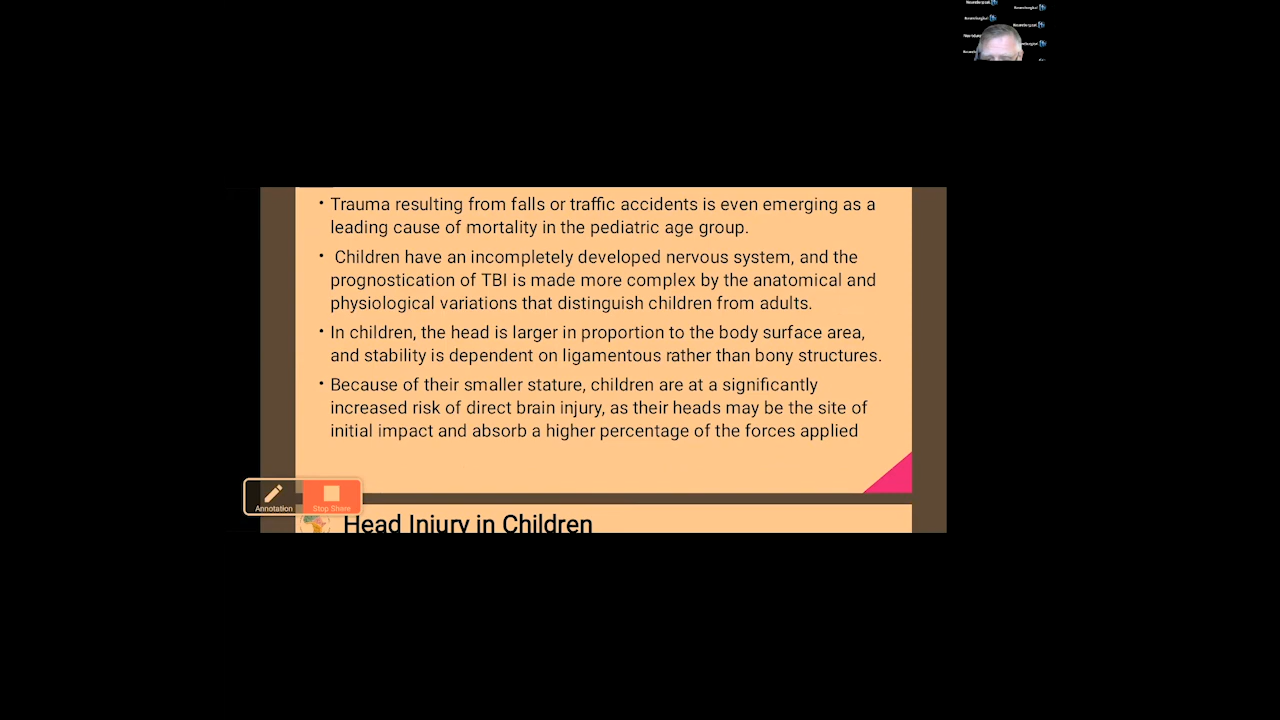 • Trauma resulting from falls or traffic accidents is even emerging as a
leading cause of mortality in the pediatric age group.
• Children have an incompletely developed nervous system, and the
prognostication of TBI is made more complex by the anatomical and
physiological variations that distinguish children from adults.
• In children, the head is larger in proportion to the body surface area,
and stability is dependent on ligamentous rather than bony structures.
• Because of their smaller stature, children are at a significantly
increased risk of direct brain injury, as their heads may be the site of
initial impact and absorb a higher percentage of the forces applied
Annotation
Stop Share
Head Injury in Children